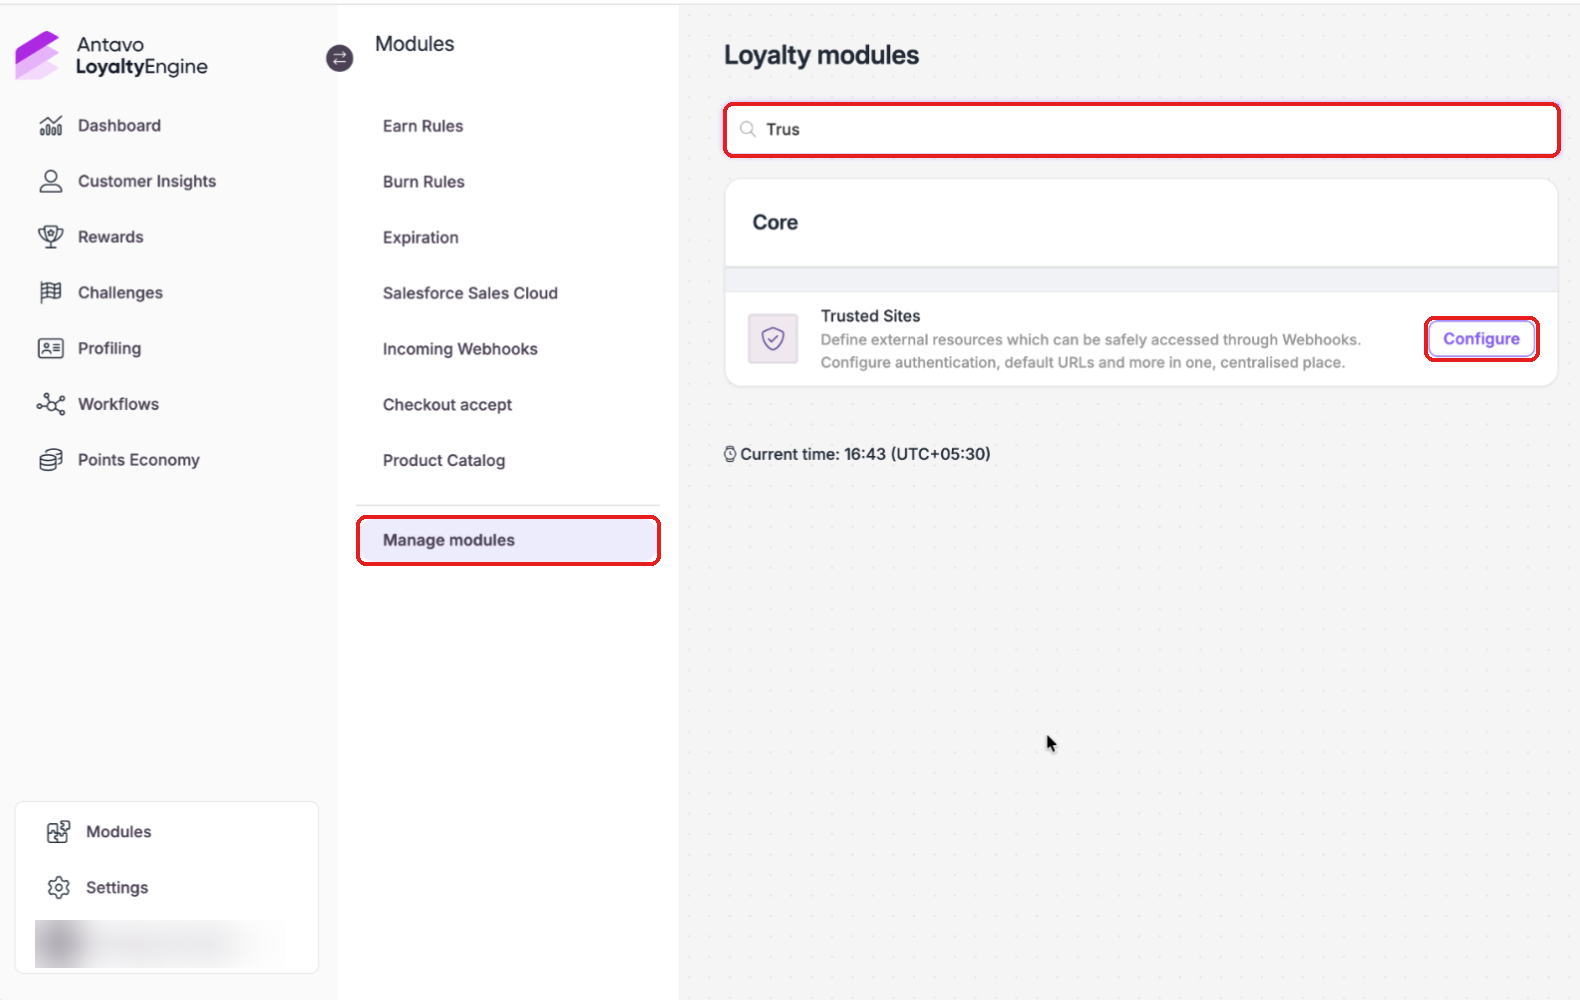 Antavo
LoyaltyEngine
Dashboard
Customer Insights
Rewards
Challenges
Profiling
Workflows
Points Economy
Modules
Settings
Modules
Earn Rules
Burn Rules
Expiration
Salesforce Sales Cloud
Incoming Webhooks
Checkout accept
Product Catalog
Manage modules
Loyalty modules
Trus
Core
Trusted Sites
Define external resources which can be safely accessed through Webhooks.
Configure authentication, default URLs and more in one, centralised place.
Configure
Current time: 16:43 (UTC+05:30)